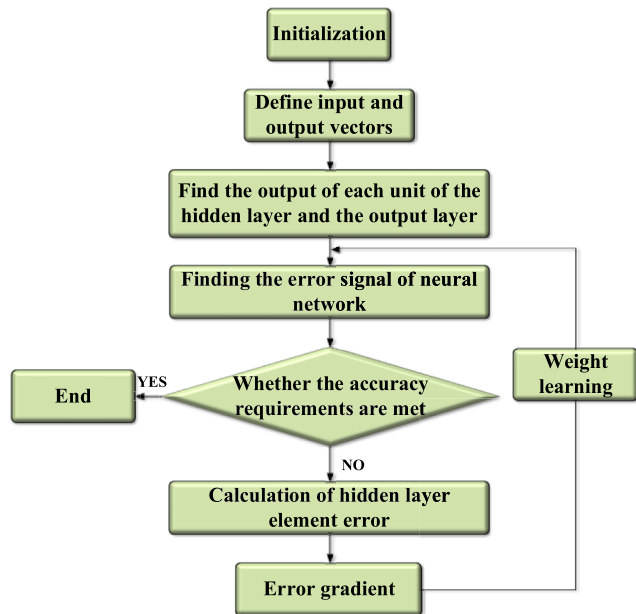 Initialization
Define input and
output vectors
Find the output of each unit of the
hidden layer and the output layer
Finding the error signal of neural
network
Whether the accuracy
requirements are met
YES
End
NO
Calculation of hidden layer
element error
Error gradient
Weight
learning